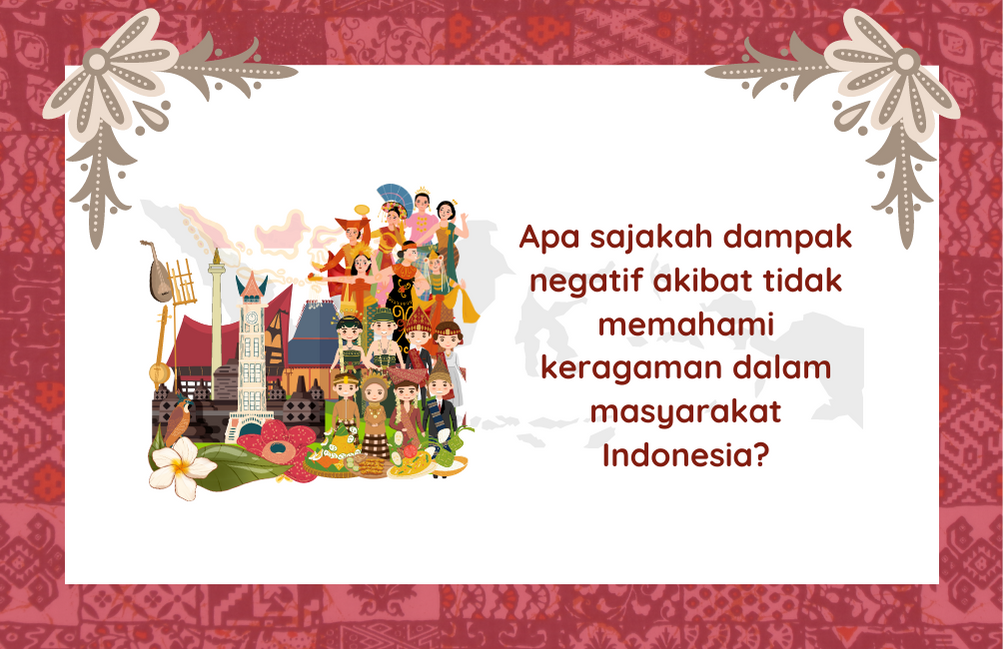 Apa sajakah dampak
negatif akibat tidak
memahami
keragaman dalam
masyarakat
Indonesia?